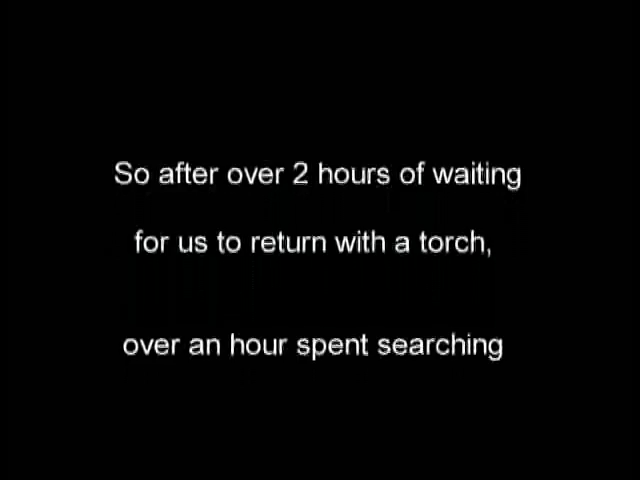 So after over 2 hours of waiting
for us to return with a torch,
over an hour spent searching